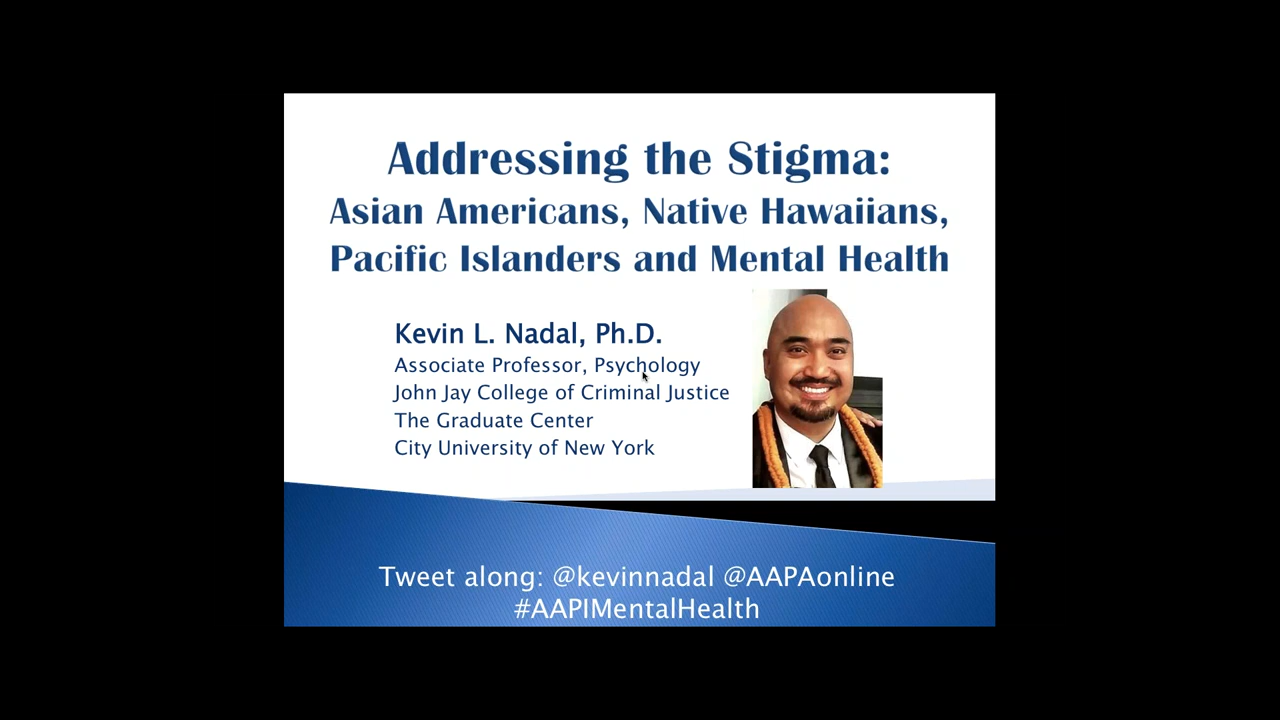 Addressing the Stigma:
Asian Americans, Native Hawaiians,
Pacific Islanders and Mental Health
Kevin L. Nadal, Ph.D.
Associate Professor, Psychology
John Jay College of Criminal Justice
The Graduate Center
City University of New York
Tweet along: @kevinnadal @AAPAonline
#AAPIMentalHealth